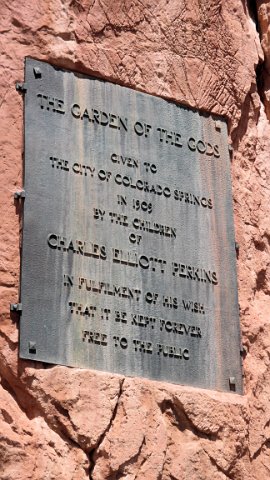 THE GARDEN OF THE GODS
GIVEN TO
THE CITY OF COLORADO SPRINGS
IN 1909
BY THE CHILDREN
OF
CHARLES ELLIOTT PERKINS
IN FULFILMENT OF HIS WISH
THAT IT BE KEPT FOREVER
FREE TO THE PUBLIC